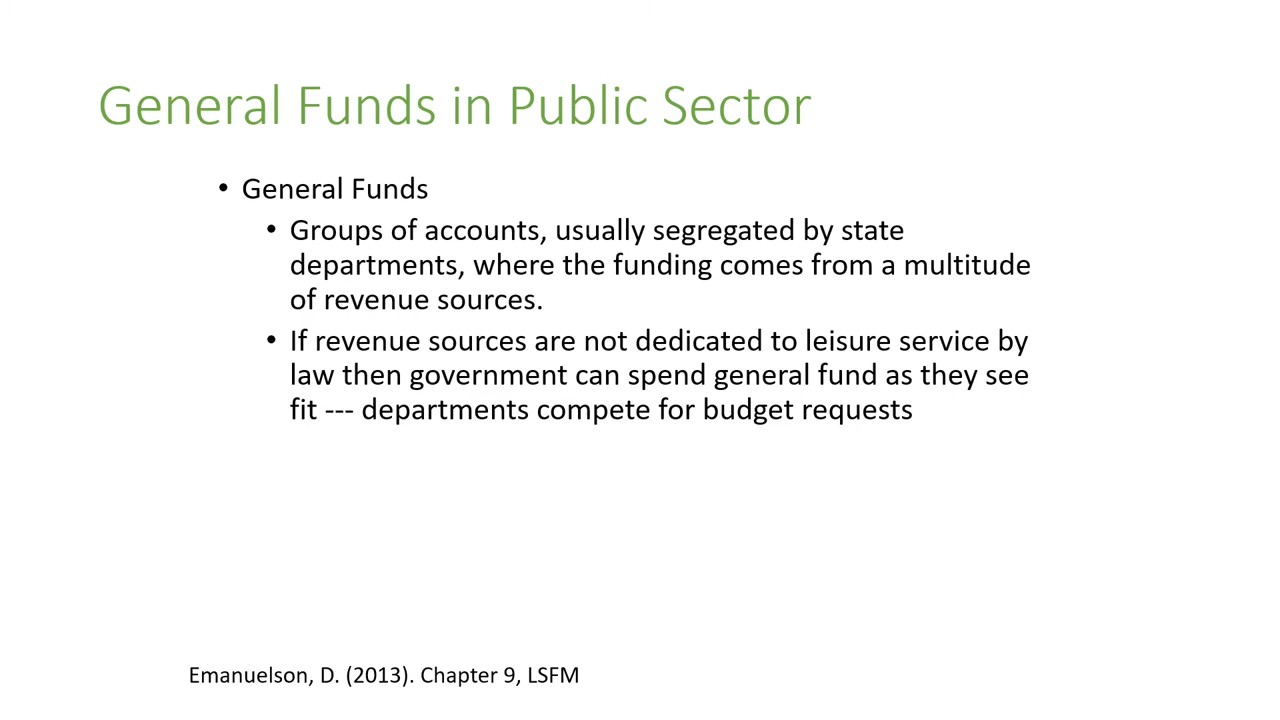 General Funds in Public Sector
• General Funds
• Groups of accounts, usually segregated by state
departments, where the funding comes from a multitude
of revenue sources.
• If revenue sources are not dedicated to leisure service by
law then government can spend general fund as they see
fit --- departments compete for budget requests
Emanuelson, D. (2013). Chapter 9, LSFM